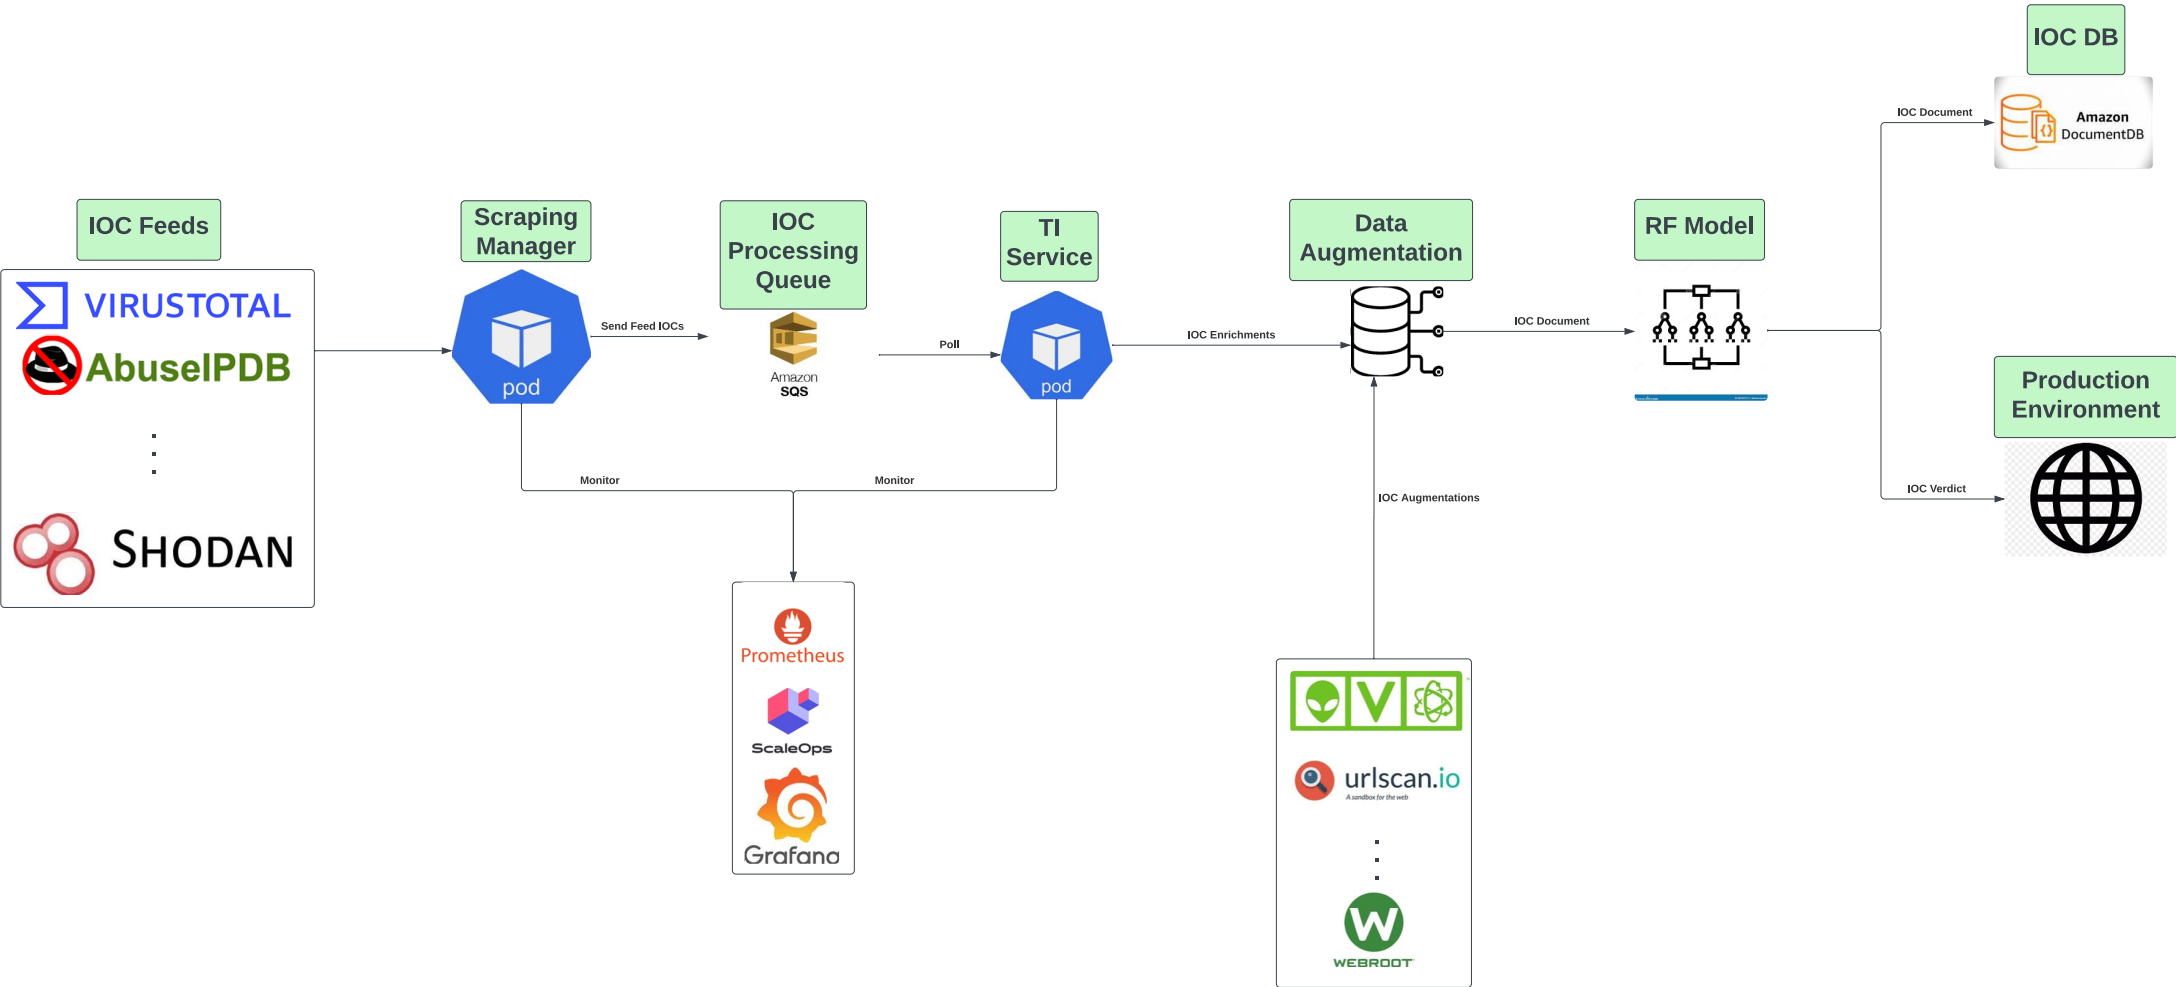 IOC DB
Amazon
DocumentDB
IOC Document
IOC Feeds
VIRUSTOTAL
AbuseIPDB
SHODAN
Scraping
Manager
pod
Send Feed IOCs
IOC
Processing
Queue
Amazon
SQS
Poll
TI
Service
pod
IOC Enrichments
Data
Augmentation
IOC Document
RF Model
Production
Environment
IOC Verdict
Monitor
Monitor
IOC Augmentations
Prometheus
ScaleOps
Grafana
V
urlscan.io
A sandbox for the web
W
WEBROOT